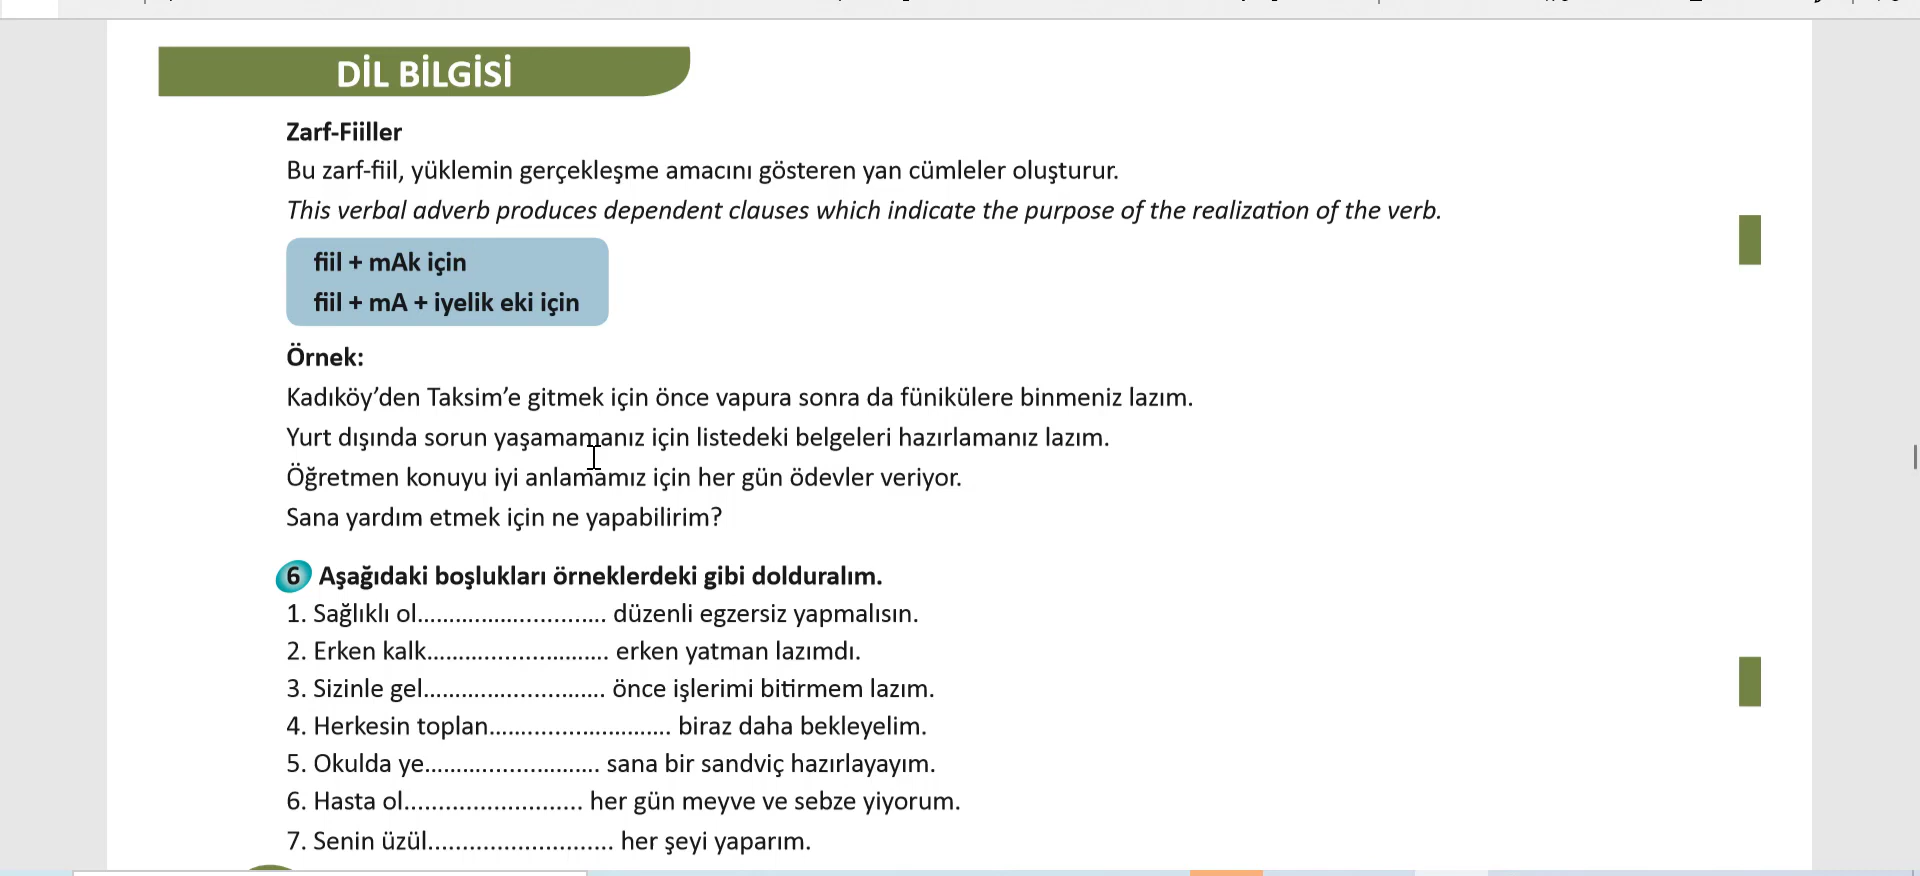 DİL BİLGİSİ
Zarf-Fiiller
Bu zarf-fiil, yüklemin gerçekleşme amacını gösteren yan cümleler oluşturur.
This verbal adverb produces dependent clauses which indicate the purpose of the realization of the verb.
fiil + mAk için
fiil + mA + iyelik eki için
Örnek:
Kadıköy’den Taksim’e gitmek için önce vapura sonra da fünikülere binmeniz lazım.
Yurt dışında sorun yaşamamanız için listedeki belgeleri hazırlamanız lazım.
Öğretmen konuyu iyi anlamamız için her gün ödevler veriyor.
Sana yardım etmek için ne yapabilirim?
6 Aşağıdaki boşlukları örneklerdeki gibi dolduralım.
1. Sağlıklı ol........................... düzenli egzersiz yapmalısın.
2. Erken kalk.......................... erken yatman lazımdı.
3. Sizinle gel.......................... önce işlerimi bitirmem lazım.
4. Herkesin toplan.......................... biraz daha bekleyelim.
5. Okulda ye......................... sana bir sandviç hazırlayayım.
6. Hasta ol.......................... her gün meyve ve sebze yiyorum.
7. Senin üzül........................... her şeyi yaparım.